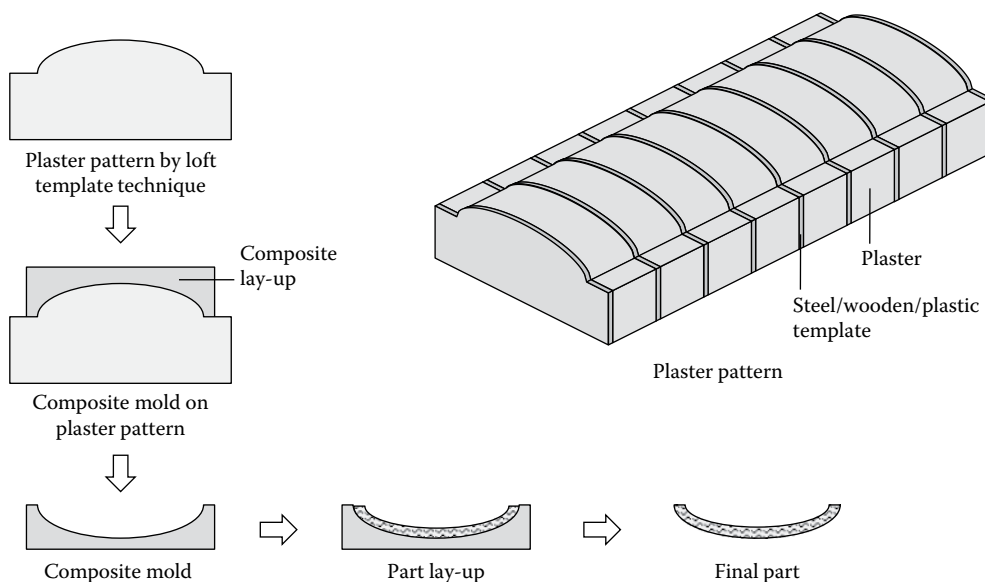 Plaster pattern by loft
template technique
Composite
lay-up
Composite mold on
plaster pattern
Composite mold
Part lay-up
Final part
Plaster
Steel/wooden/plastic
template
Plaster pattern